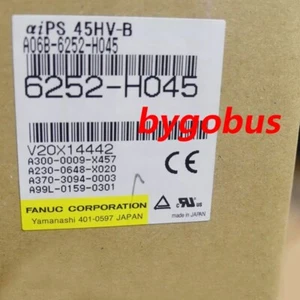 αiPS 45HV-B
A06B-6252-H045
6252-H045
bygobus
V20X14442
A300-0009-X457
A230-0648-X020
A370-3094-0003
A99L-0159-0301
CE
FANUC CORPORATION
Yamanashi 401-0597 JAPAN
MADE IN JAPAN